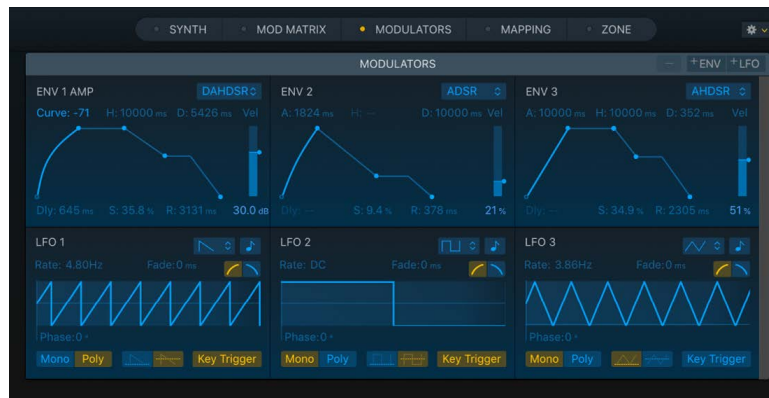 SYNTH MOD MATRIX MODULATORS MAPPING ZONE
MODULATORS
+ENV +LFO
ENV 1 AMP DAHDSR ENV 2 ADSR ENV 3 AHDSR
Curve: -71 H: 10000 ms D: 5426 ms Vel A: 1824 ms H: -- D: 10000 ms Vel A: 10000 ms H: 10000 ms D: 352 ms Vel
Dly: 645 ms S: 35.8 % R: 3131 ms 30.0 dB Dly: -- S: 9.4 % R: 378 ms 21 % Dly: -- S: 34.9 % R: 2305 ms 51 %
LFO 1 LFO 2 LFO 3
Rate: 4.80Hz Fade: 0 ms Rate: DC Fade: 0 ms Rate: 3.86Hz Fade: 0 ms
Phase: 0 ° Phase: 0 ° Phase: 0 °
Mono Poly Key Trigger Mono Poly Key Trigger Mono Poly Key Trigger